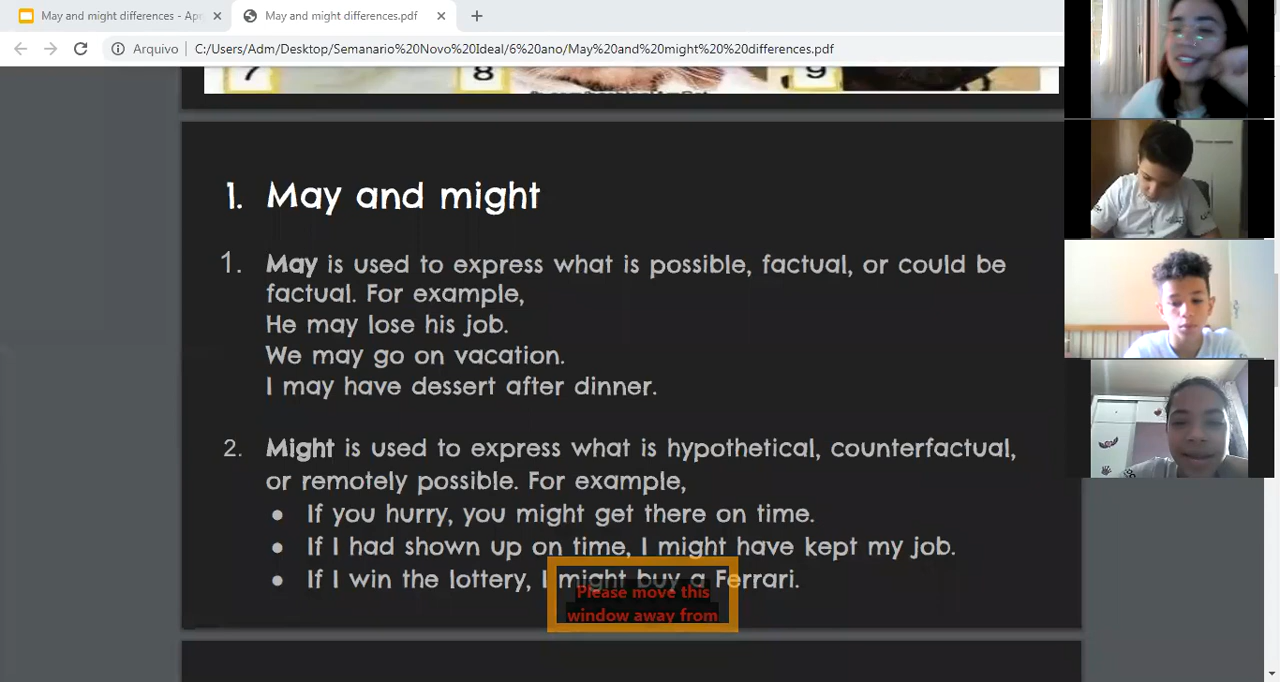 May and might differences - Apr
May and might differences.pdf
Arquivo
C:/Users/Adm/Desktop/Semanario%20Novo%20Ideal/6%20ano/May%20and%20might%20%20differences.pdf
7 8 9
1. May and might
1. May is used to express what is possible, factual, or could be
factual. For example,
He may lose his job.
We may go on vacation.
I may have dessert after dinner.
2. Might is used to express what is hypothetical, counterfactual,
or remotely possible. For example,
● If you hurry, you might get there on time.
● If I had shown up on time, I might have kept my job.
● If I win the lottery, I might buy a Ferrari.
Please move this
window away from